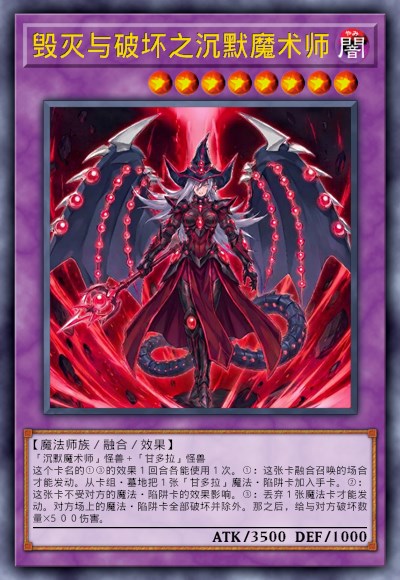 毁灭与破坏之沉默魔术师 闇
やみ
【魔法师族／融合／效果】
「沉默魔术师」怪兽＋「甘多拉」怪兽
这个卡名的①③的效果１回合各能使用１次。①：这张卡融合召唤的场合
才能发动。从卡组·墓地把１张「甘多拉」魔法·陷阱卡加入手卡。②：
这张卡不受对方的魔法·陷阱卡的效果影响。③：丢弃１张魔法卡才能发
动。对方场上的魔法·陷阱卡全部破坏并除外。那之后，给与对方破坏数
量×５００伤害。
ATK/3500 DEF/1000